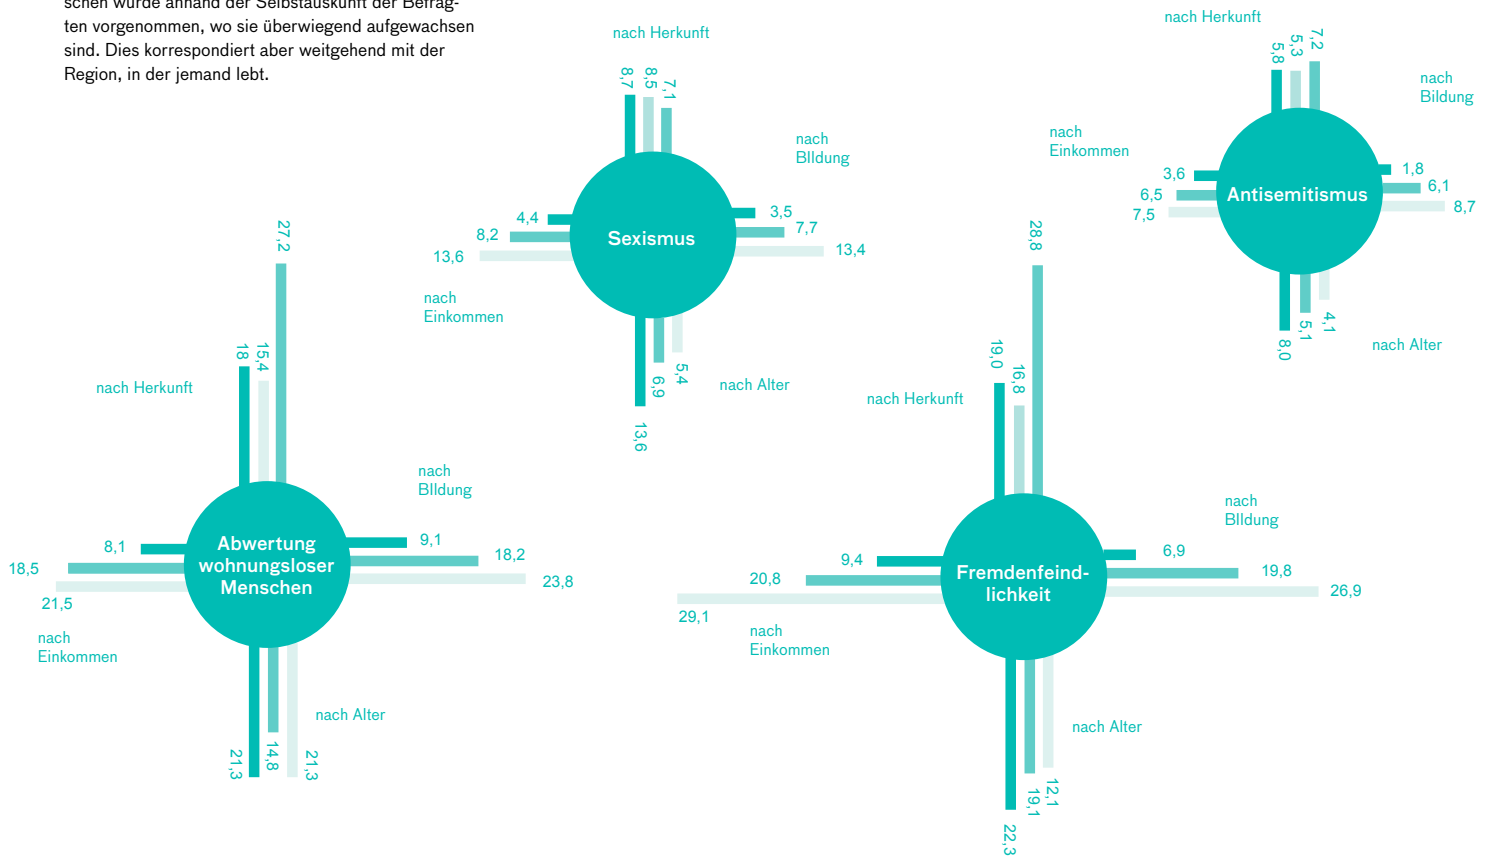 schen wurde anhand der Selbstauskunft der Befrag-
ten vorgenommen, wo sie überwiegend aufgewachsen
sind. Dies korrespondiert aber weitgehend mit der
Region, in der jemand lebt.
nach Herkunft
8,7
8,5
7,1
nach
BIldung
3,5
7,7
13,4
4,4
8,2
13,6
Sexismus
nach
Einkommen
13,6
6,9
5,4
nach Alter
nach Herkunft
5,8
5,3
7,2
nach
Bildung
1,8
6,1
8,7
nach
Einkommen
3,6
6,5
7,5
Antisemitismus
8,0
5,1
4,1
nach Alter
27,2
18
15,4
nach Herkunft
nach
BIldung
9,1
18,2
23,8
8,1
18,5
21,5
Abwertung
wohnungsloser
Menschen
nach
Einkommen
nach Alter
21,3
14,8
21,3
28,8
19,0
16,8
nach Herkunft
nach
BIldung
6,9
19,8
26,9
9,4
20,8
29,1
Fremdenfeind-
lichkeit
nach
Einkommen
nach Alter
22,3
19,1
12,1